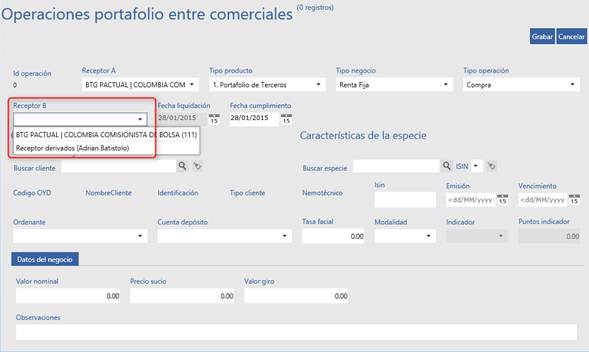 Operaciones portafolio entre comerciales (0 registros)
Grabar Cancelar
Id operación Receptor A Tipo producto Tipo negocio Tipo operación
0 BTG PACTUAL | COLOMBIA COM 1. Portafolio de Terceros Renta Fija Compra
Receptor B Fecha liquidación Fecha cumplimiento
28/01/2015 15 28/01/2015 15
BTG PACTUAL | COLOMBIA COMISIONISTA DE BOLSA (111)
Receptor derivados (Adrian Batistolo)
Características de la especie
Buscar cliente Buscar especie ISIN
Codigo OYD NombreCliente Identificación Tipo cliente Nemotécnico Isin Emisión Vencimiento
<dd/MM/yyyy 15 <dd/MM/yyyy 15
Ordenante Cuenta depósito Tasa facial Modalidad Indicador Puntos indicador
0.00 0.00
Datos del negocio
Valor nominal Precio sucio Valor giro
0.00 0.00 0.00
Observaciones